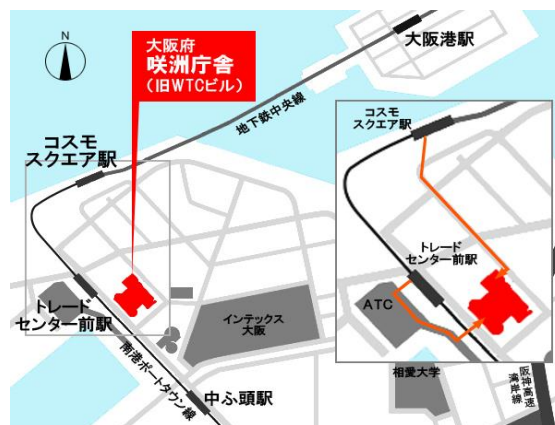 N
大阪府
咲洲庁舎
(旧WTCビル)
大阪港駅
地下鉄中央線
コスモ
スクエア駅
トレード
センター前駅
インテックス
大阪
南港ポートタウン線
中ふ頭駅
コスモ
スクエア駅
トレード
センター前駅
ATC
相愛大学
阪神高速
湾岸線